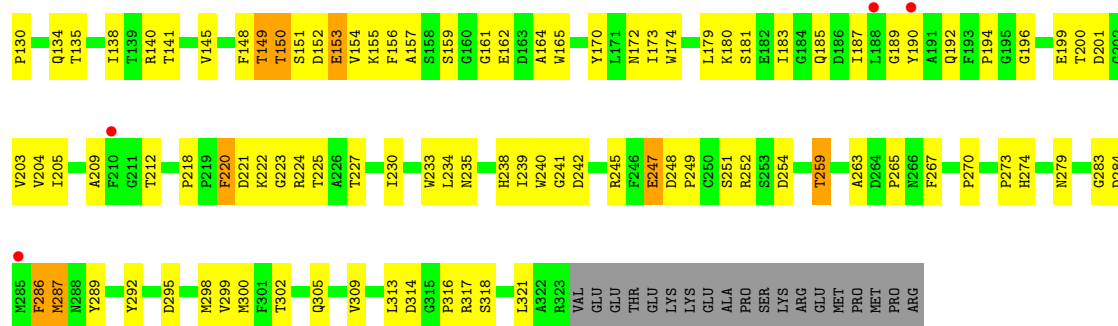 P130 Q134 T135 I138 T139 R140 T141 V145 F148 T149 T150 S151 D152 E153 V154 K155 F156 A157 S158 S159 G160 G161 E162 D163 A164 W165 Y170 L171 N172 I173 W174 L179 K180 S181 E182 I183 G184 Q185 D186 I187 L188 G189 Y190 A191 Q192 F193 P194 G195 G196 E199 T200 D201
V203 V204 I205 A209 F210 G211 T212 P218 P219 F220 D221 K222 G223 R224 T225 A226 T227 I230 W233 L234 N235 H238 I239 W240 G241 D242 R245 F246 E247 D248 P249 C250 S251 R252 S253 D254 T259 A263 D264 P265 N266 F267 P270 P273 H274 N279 G283 D284
M285 F286 M287 N288 Y289 Y292 D295 M298 V299 M300 F301 T302 Q305 V309 L313 D314 G315 P316 R317 S318 L321 A322 R323 VAL GLU GLU THR GLU LYS LYS GLU ALA PRO SER LYS ARG GLU MET PRO MET PRO ARG